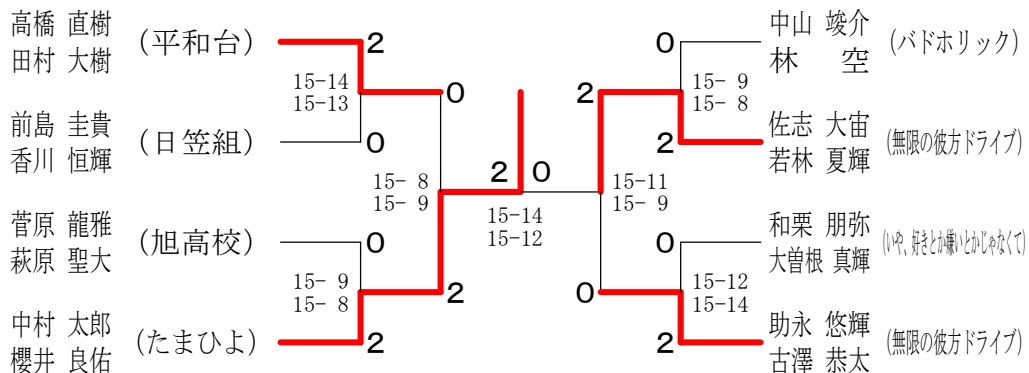 高橋 直樹
田村 大樹
(平和台)
2
15-14
15-13
前島 圭貴
香川 恒輝
(日笠組)
0
0
15- 8
15- 9
菅原 龍雅
萩原 聖大
(旭高校)
0
15- 9
15- 8
2
中村 太郎
櫻井 良佑
(たまひよ)
2
2 0
15-14
15-12
中山 竣介
林 空
(バドホリック)
0
15- 9
15- 8
2
佐志 大宙
若林 夏輝
(無限の彼方ドライブ)
2
15-11
15- 9
和栗 朋弥
大曽根 真輝
(いや、好きとか嫌いとかじゃなくて)
0
15-12
15-14
0
助永 悠輝
古澤 恭太
(無限の彼方ドライブ)
2